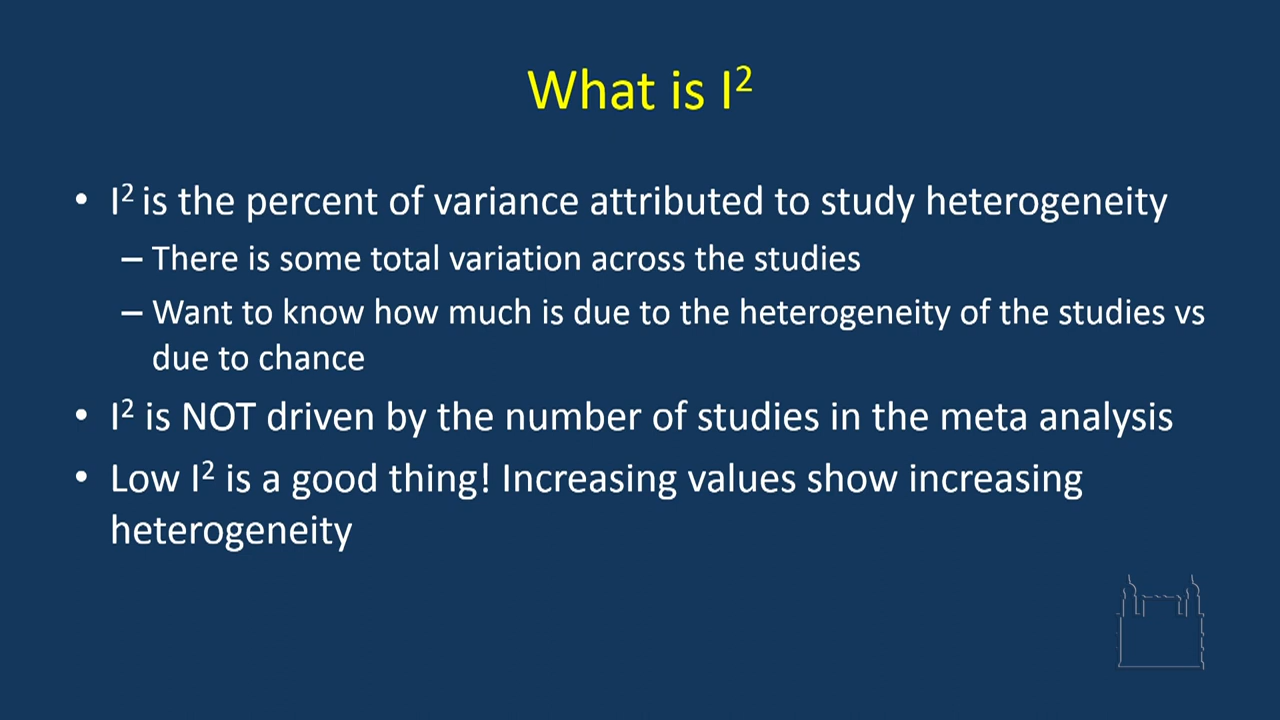 What is I²
• I² is the percent of variance attributed to study heterogeneity
– There is some total variation across the studies
– Want to know how much is due to the heterogeneity of the studies vs
due to chance
• I² is NOT driven by the number of studies in the meta analysis
• Low I² is a good thing! Increasing values show increasing
heterogeneity